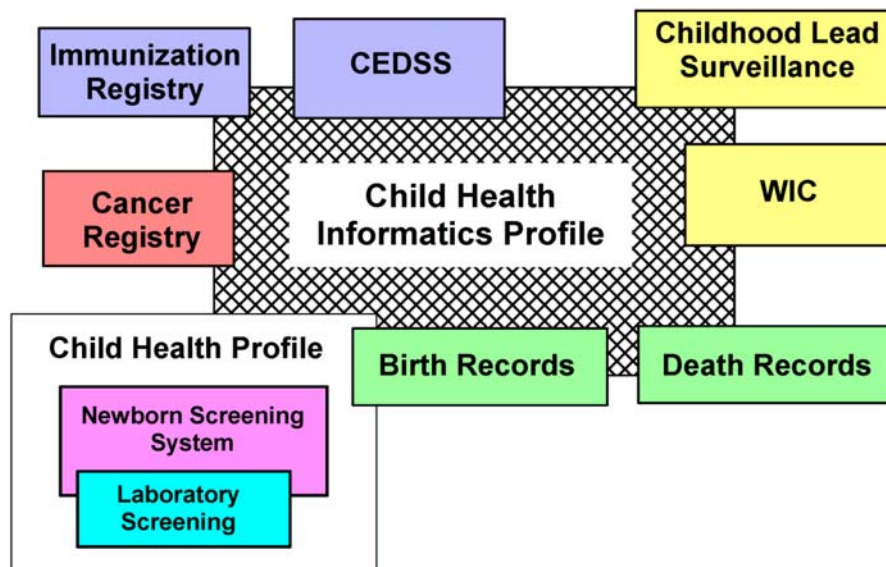 Immunization
Registry
CEDSS
Childhood Lead
Surveillance
Cancer
Registry
Child Health
Informatics Profile
WIC
Child Health Profile
Birth Records
Death Records
Newborn Screening
System
Laboratory
Screening